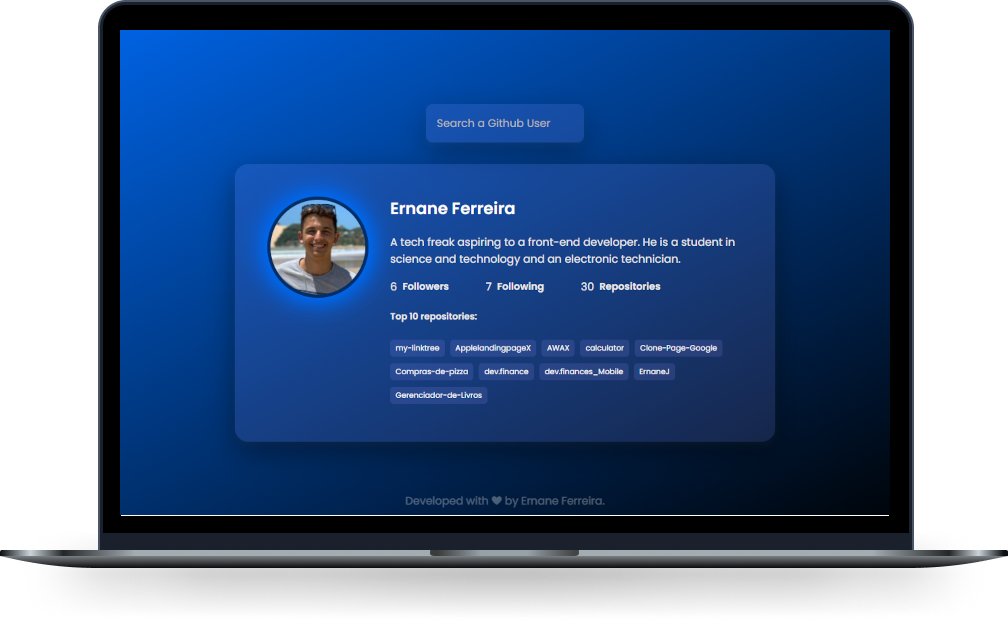 Search a Github User
Ernane Ferreira
A tech freak aspiring to a front-end developer. He is a student in
science and technology and an electronic technician.
6 Followers 7 Following 30 Repositories
Top 10 repositories:
my-linktree ApplelandingpageX AWAX calculator Clone-Page-Google
Compras-de-pizza dev.finance dev.finances_Mobile ErnaneJ
Gerenciador-de-Livros
Developed with ❤ by Ernane Ferreira.